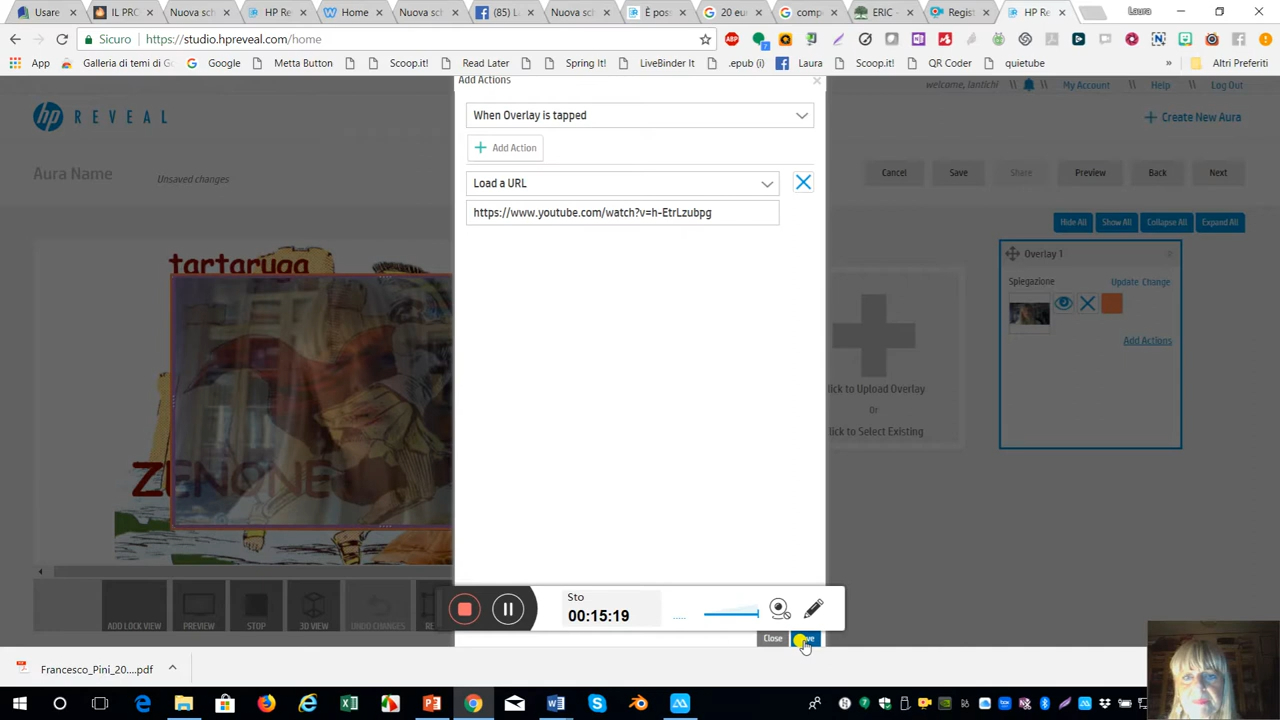 Usare
IL PRO
Nuova sch
HP Re
Home
Nuova sch
(85) L
Nuova sch
È poss
20 eur
comp
ERIC -
Regist
HP Re
Laura
Sicuro
https://studio.hpreveal.com/home
App
Galleria di temi di Go
Google
Metta Button
Scoop.it!
Read Later
Spring It!
LiveBinder It
.epub (i)
Laura
Scoop.it!
QR Coder
quietube
»
Altri Preferiti
Add Actions
welcome, lantichi \\ \\ My Account \\ Help \\ Log Out
hp REVEAL
Create New Aura
Aura Name
Unsaved changes
Cancel
Save
Share
Preview
Back
Next
When Overlay is tapped
+ Add Action
Load a URL
https://www.youtube.com/watch?v=h-EtrLzubpg
Hide All
Show All
Collapse All
Expand All
Overlay 1
Spiegazione
Update Change
Add Actions
tartaruga
ZENONE
Click to Upload Overlay
Or
Click to Select Existing
ADD LOCK VIEW
PREVIEW
STOP
3D VIEW
UNDO CHANGES
Sto
00:15:19
Close
Francesco_Pini_20....pdf